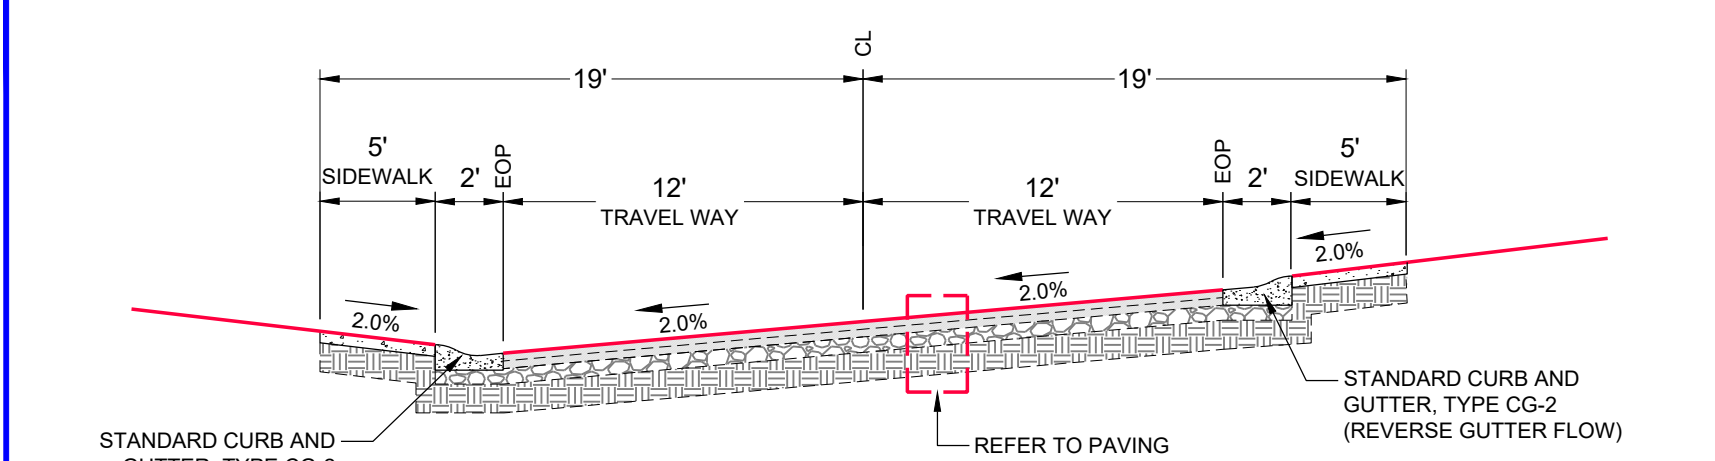 CL
19'
19'
5'
SIDEWALK
2'
EOP
12'
TRAVEL WAY
12'
TRAVEL WAY
EOP
2'
5'
SIDEWALK
2.0%
2.0%
2.0%
2.0%
STANDARD CURB AND
GUTTER, TYPE CG-2
(REVERSE GUTTER FLOW)
STANDARD CURB AND
GUTTER, TYPE
REFER TO PAVING